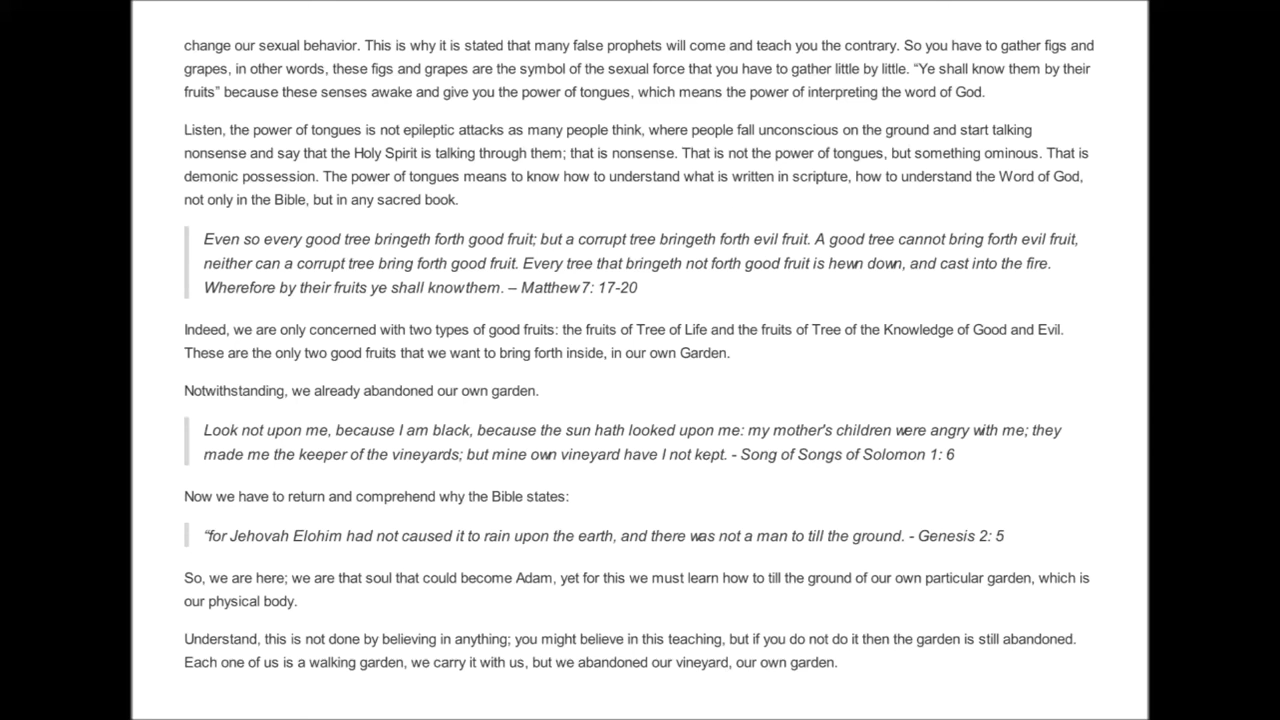 change our sexual behavior. This is why it is stated that many false prophets will come and teach you the contrary. So you have to gather figs and
grapes, in other words, these figs and grapes are the symbol of the sexual force that you have to gather little by little. “Ye shall know them by their
fruits” because these senses awake and give you the power of tongues, which means the power of interpreting the word of God.
Listen, the power of tongues is not epileptic attacks as many people think, where people fall unconscious on the ground and start talking
nonsense and say that the Holy Spirit is talking through them; that is nonsense. That is not the power of tongues, but something ominous. That is
demonic possession. The power of tongues means to know how to understand what is written in scripture, how to understand the Word of God,
not only in the Bible, but in any sacred book.
Even so every good tree bringeth forth good fruit; but a corrupt tree bringeth forth evil fruit. A good tree cannot bring forth evil fruit,
neither can a corrupt tree bring forth good fruit. Every tree that bringeth not forth good fruit is hewn down, and cast into the fire.
Wherefore by their fruits ye shall know them. – Matthew 7: 17-20
Indeed, we are only concerned with two types of good fruits: the fruits of Tree of Life and the fruits of Tree of the Knowledge of Good and Evil.
These are the only two good fruits that we want to bring forth inside, in our own Garden.
Notwithstanding, we already abandoned our own garden.
Look not upon me, because I am black, because the sun hath looked upon me: my mother's children were angry with me; they
made me the keeper of the vineyards; but mine own vineyard have I not kept. - Song of Songs of Solomon 1: 6
Now we have to return and comprehend why the Bible states:
“for Jehovah Elohim had not caused it to rain upon the earth, and there was not a man to till the ground. - Genesis 2: 5
So, we are here; we are that soul that could become Adam, yet for this we must learn how to till the ground of our own particular garden, which is
our physical body.
Understand, this is not done by believing in anything; you might believe in this teaching, but if you do not do it then the garden is still abandoned.
Each one of us is a walking garden, we carry it with us, but we abandoned our vineyard, our own garden.